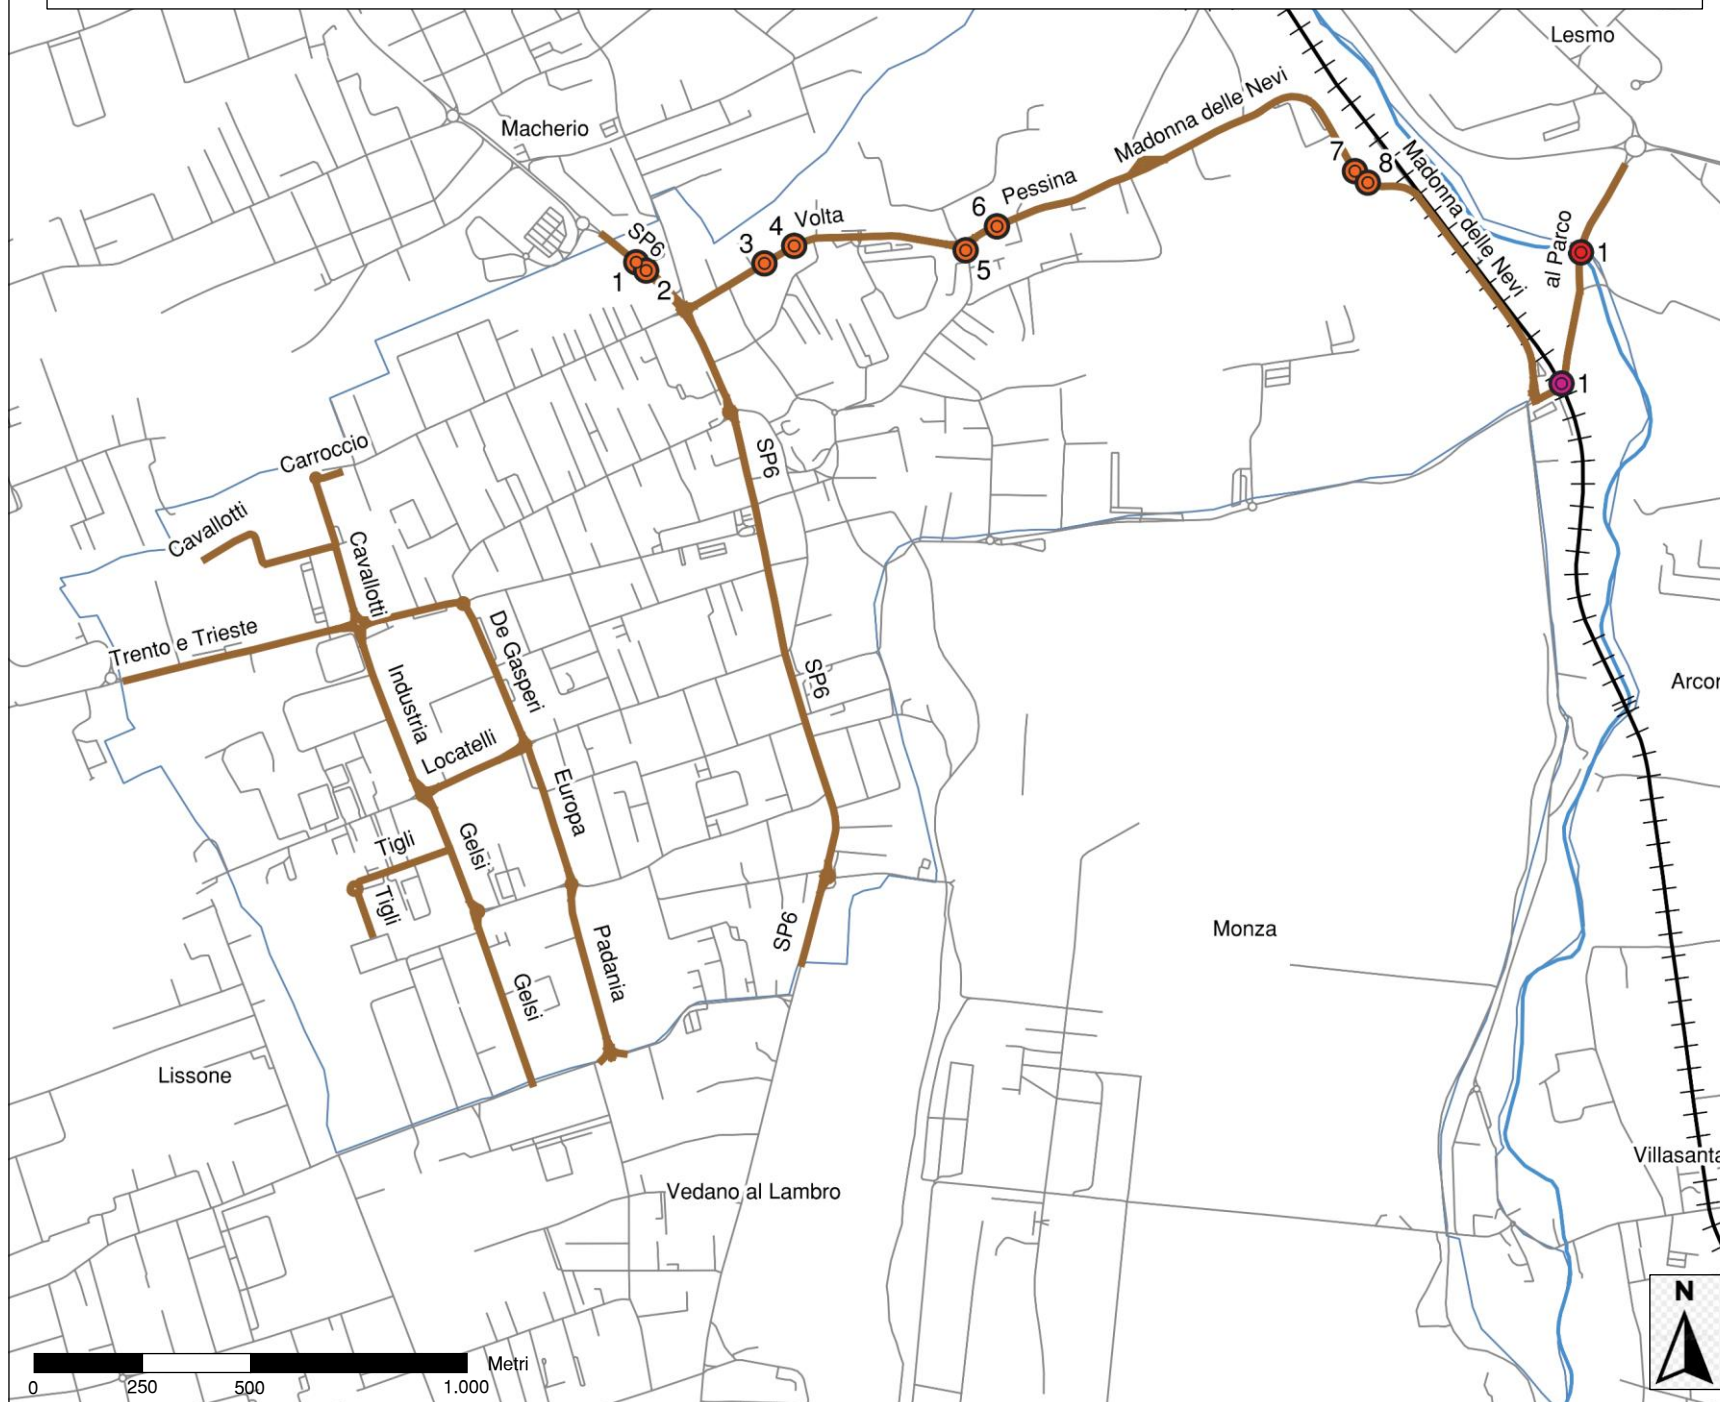 Lesmo
Macherio
Madonna delle Nevi
7
8
Madonna delle Nevi
Pessina
6
5
Volta
4
3
SP6
1
2
al Parco
1
1
SP6
Carroccio
Cavallotti
Cavallotti
Trento e Trieste
De Gasperi
Industria
SP6
Arcor
Locatelli
Europa
Tigli
Gelsi
Tigli
SP6
Padania
Monza
Gelsi
Lissone
Villasanta
Vedano al Lambro
N
Metri
0 250 500 1.000